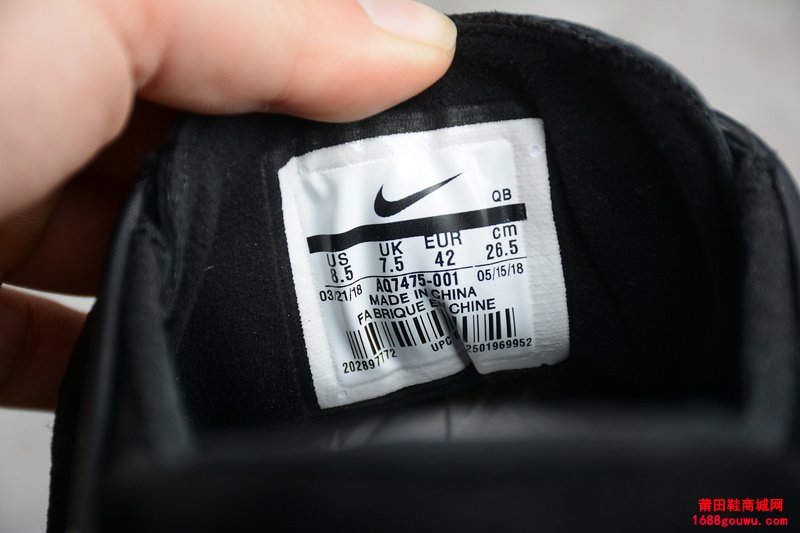 QB
US UK EUR cm
8.5 7.5 42 26.5
03/21/18 AQ7475-001 05/15/18
MADE IN CHINA
FABRIQUE EN CHINE
202897772 UPC 2501969952
莆田鞋商城网
1688gouwu.com